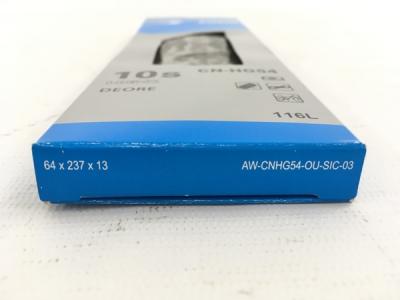 10s
CN-HG54
DEORE
116L
64 x 237 x 13
AW-CNHG54-OU-SIC-03